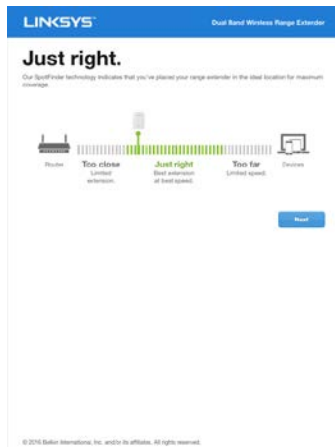 LINKSYS™
Dual Band Wireless Range Extender
Just right.
Our SpotFinder technology indicates that you've placed your range extender in the ideal location for maximum
coverage.
Router
Too close
Limited
extension.
Just right
Best extension
at best speed.
Too far
Limited speed.
Devices
Next
© 2016 Belkin International, Inc. and/or its affiliates. All rights reserved.